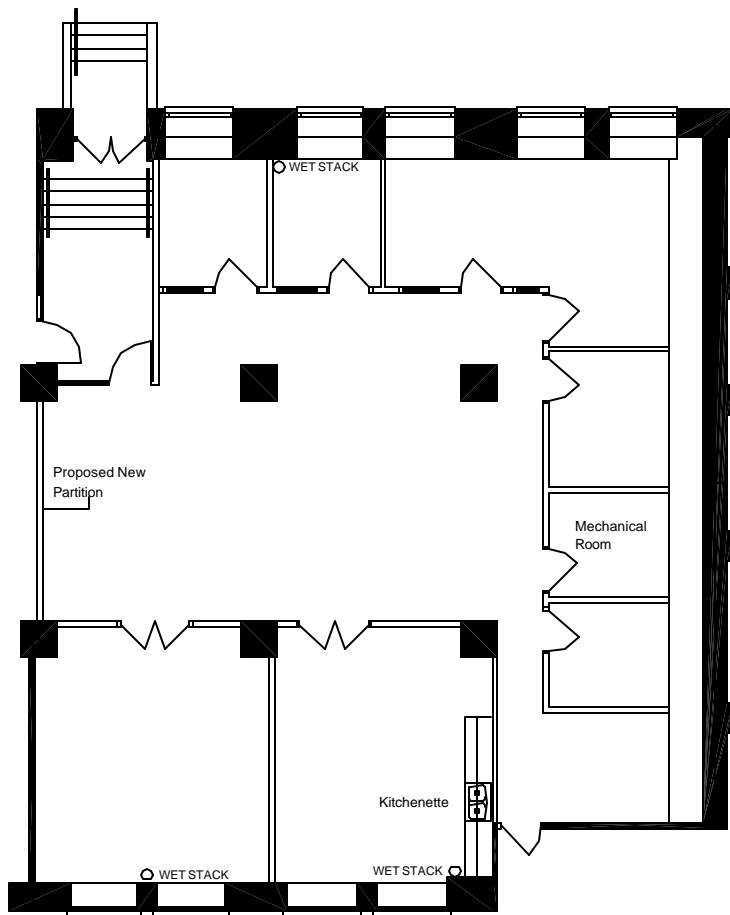 WET STACK
Proposed New
Partition
Mechanical
Room
Kitchenette
WET STACK
WET STACK